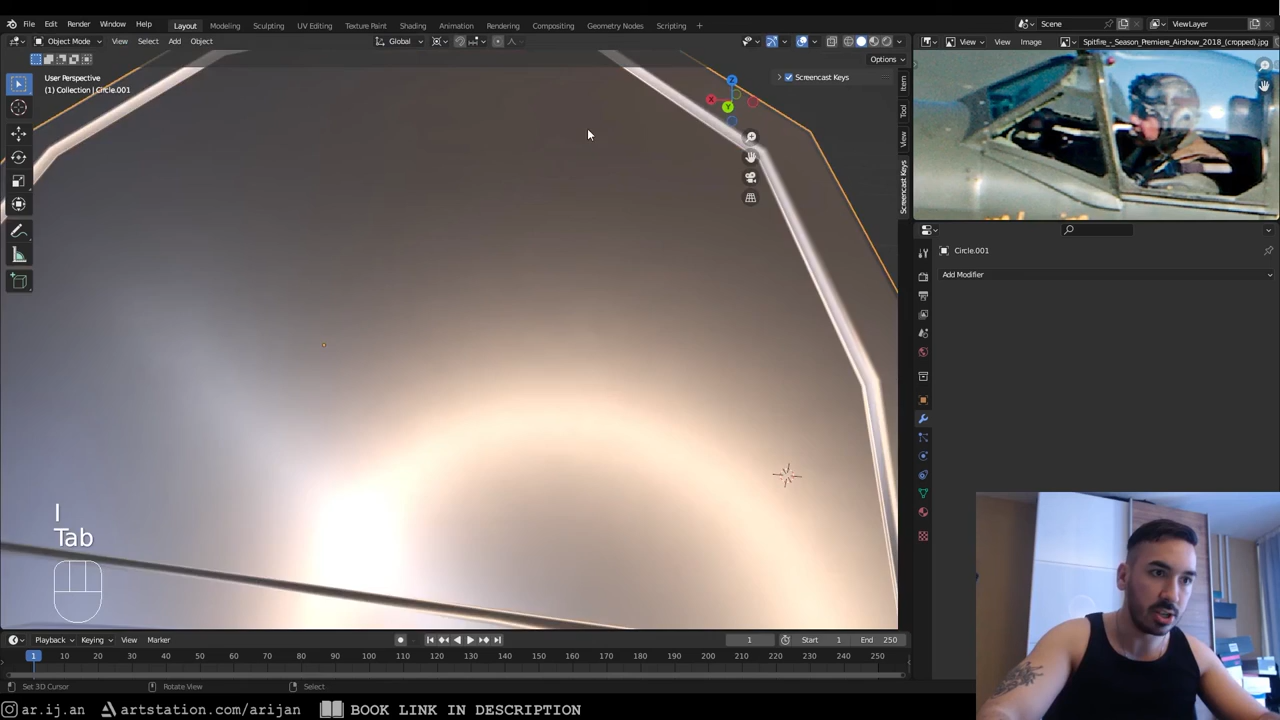 File Edit Render Window Help Layout Modeling Sculpting UV Editing Texture Paint Shading Animation Rendering Compositing Geometry Nodes Scripting + Scene ViewLayer
Object Mode View Select Add Object Global View View Image Spitfire_-_Season_Premiere_Airshow_2018_(cropped).jpg
Options
User Perspective
(1) Collection | Circle.001
Screencast Keys
Z
X
Y
Item
Tool
View
Screencast Keys
Circle.001
Add Modifier
I
Tab
Playback Keying View Marker 1 Start 1 End 250
1 10 20 30 40 50 60 70 80 90 100 110 120 130 140 150 160 170 180 190 200 210 220 230 240 250
Set 3D Cursor Rotate View Select
ar.ij.an artstation.com/arijan BOOK LINK IN DESCRIPTION